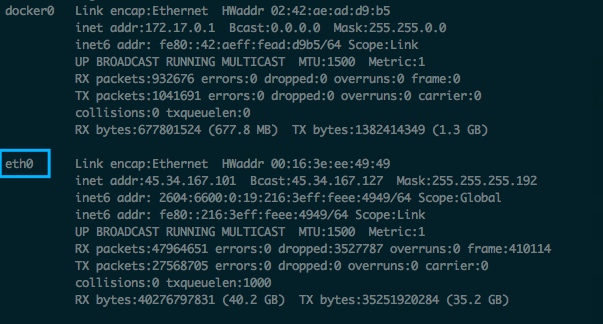 docker0 Link encap:Ethernet HWaddr 02:42:ae:ad:d9:b5
inet addr:172.17.0.1 Bcast:0.0.0.0 Mask:255.255.0.0
inet6 addr: fe80::42:aeff:fead:d9b5/64 Scope:Link
UP BROADCAST RUNNING MULTICAST MTU:1500 Metric:1
RX packets:932676 errors:0 dropped:0 overruns:0 frame:0
TX packets:1041691 errors:0 dropped:0 overruns:0 carrier:0
collisions:0 txqueuelen:0
RX bytes:677801524 (677.8 MB) TX bytes:1382414349 (1.3 GB)
eth0 Link encap:Ethernet HWaddr 00:16:3e:ee:49:49
inet addr:45.34.167.101 Bcast:45.34.167.127 Mask:255.255.255.192
inet6 addr: 2604:6600:0:19:216:3eff:feee:4949/64 Scope:Global
inet6 addr: fe80::216:3eff:feee:4949/64 Scope:Link
UP BROADCAST RUNNING MULTICAST MTU:1500 Metric:1
RX packets:47964651 errors:0 dropped:3527787 overruns:0 frame:410114
TX packets:27568705 errors:0 dropped:0 overruns:0 carrier:0
collisions:0 txqueuelen:1000
RX bytes:40276797831 (40.2 GB) TX bytes:35251920284 (35.2 GB)